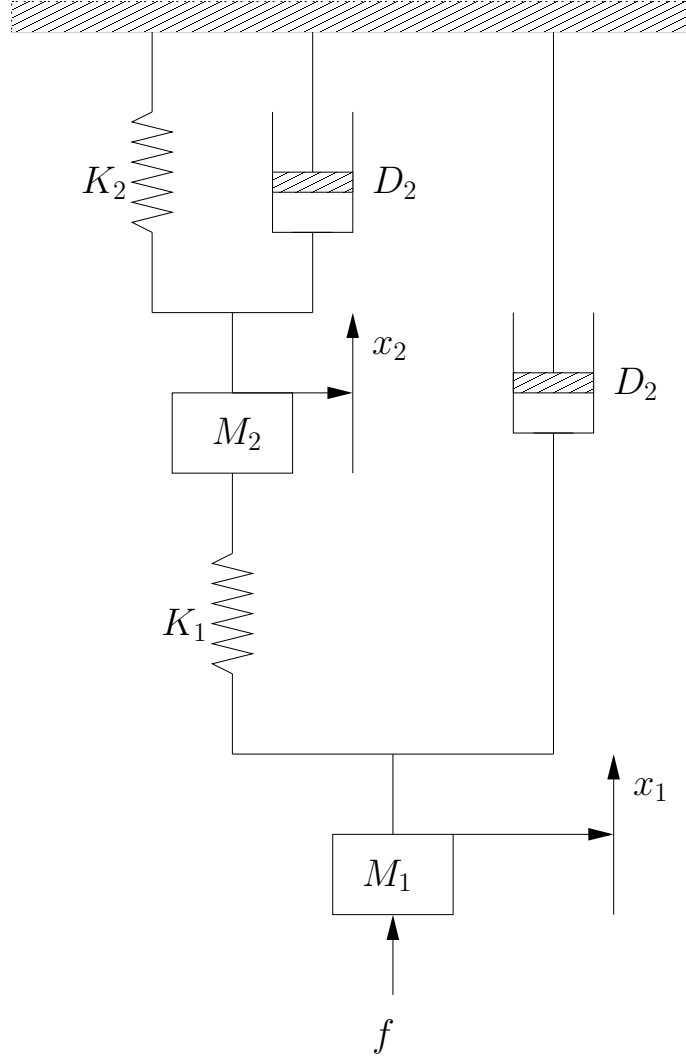 K₂
D₂
x₂
D₂
M₂
K₁
x₁
M₁
f